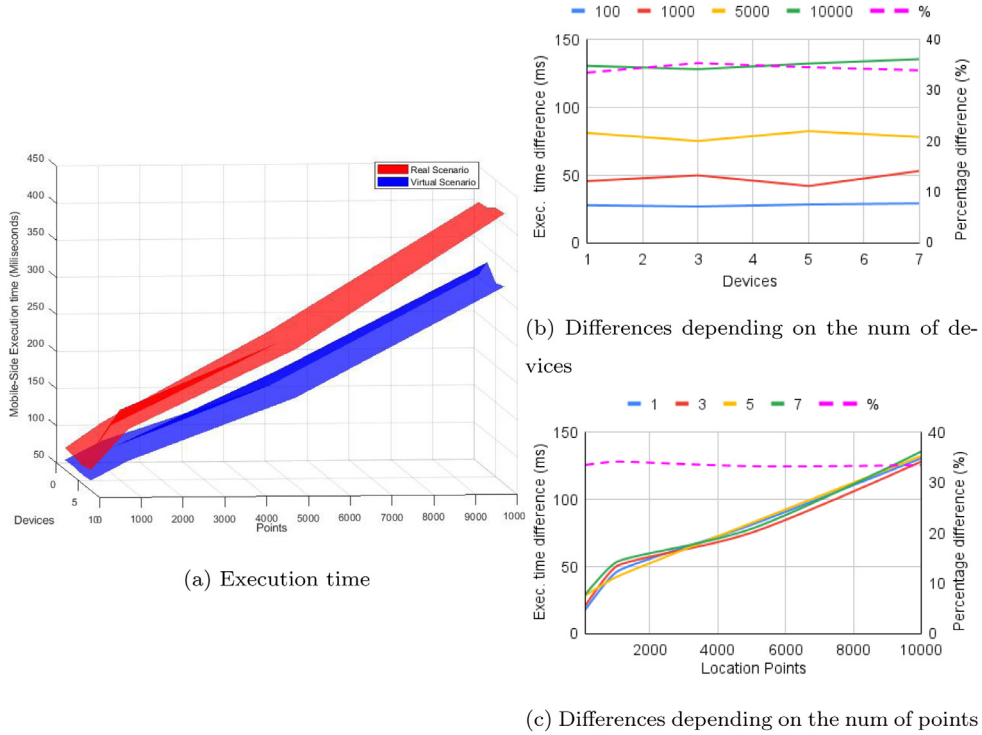 450
400
350
300
250
200
150
100
50
Mobile-Side Execution time (Miliseconds)
Real Scenario
Virtual Scenario
0
5
10
Devices
0
1000
2000
3000
4000
5000
6000
7000
8000
9000
1000
Points
(a) Execution time
100 1000 5000 10000 %
150
100
50
0
Exec. time difference (ms)
40
30
20
10
0
Percentage difference (%)
1 2 3 4 5 6 7
Devices
(b) Differences depending on the num of de-
vices
1 3 5 7 %
150
100
50
0
Exec. time difference (ms)
40
30
20
10
0
Percentage difference (%)
2000 4000 6000 8000 10000
Location Points
(c) Differences depending on the num of points